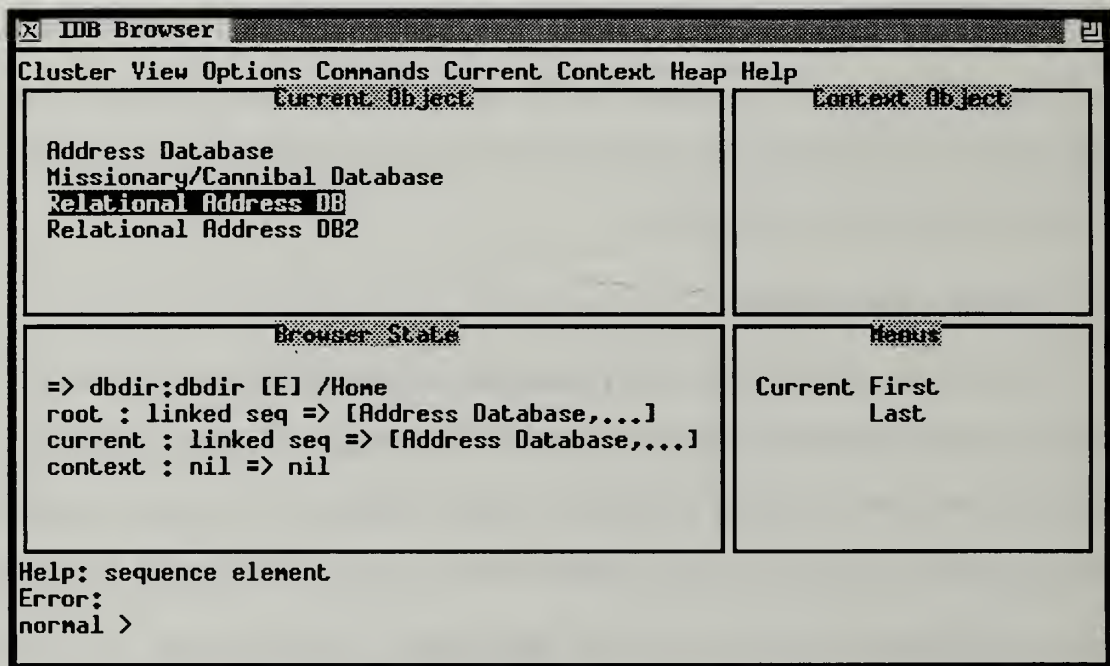 IDB Browser
Cluster View Options Commands Current Context Heap Help
Current Object
Address Database
Missionary/Cannibal Database
Relational Address DB
Relational Address DB2
Context Object
Browser State
=> dbdir:dbdir [E] /Home
root : linked seq => [Address Database,...]
current : linked seq => [Address Database,...]
context : nil => nil
Menus
Current First
Last
Help: sequence element
Error:
normal >